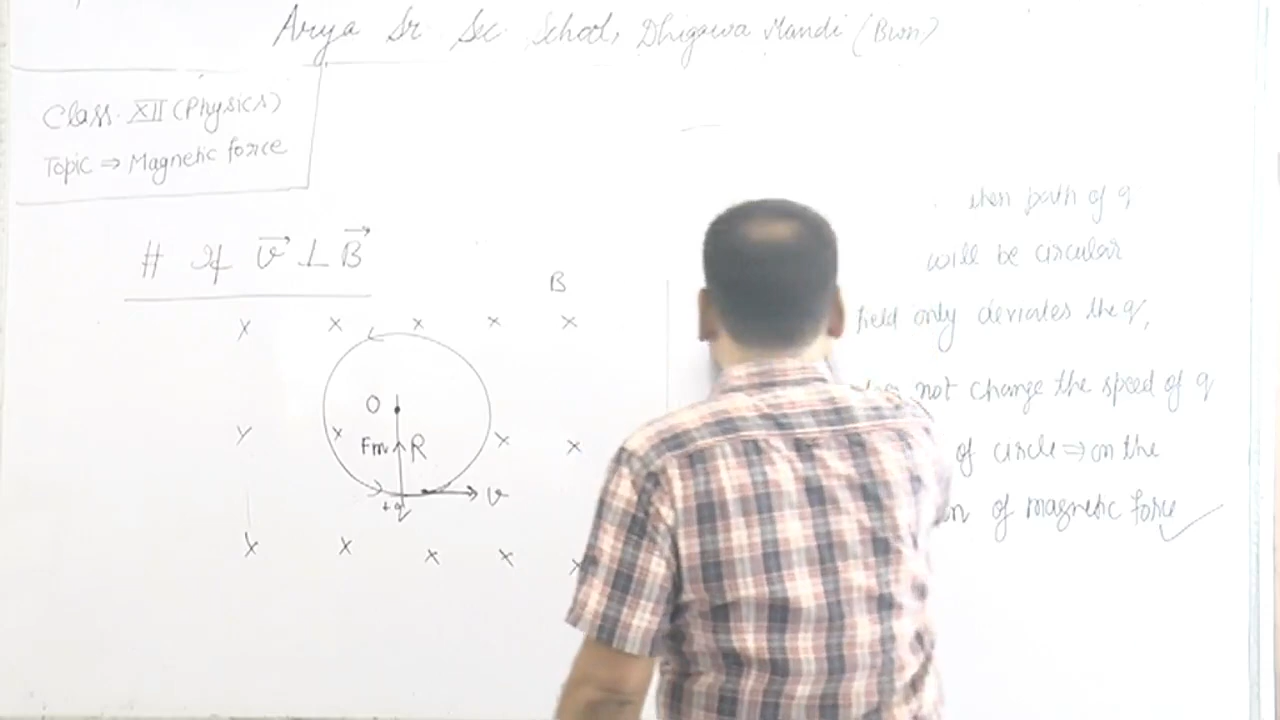 Arya Sr. Sec. School, Dhigawa Mandi (Bwn)
Class. XII (Physics)
Topic ⇒ Magnetic force
# If v⃗ ⊥ B⃗
B
x x x x x
O
x x x
Fm R
v
+q
x x x x x
then path of q
will be circular
field only deviates the q,
not change the speed of q
of circle ⇒ on the
of magnetic force